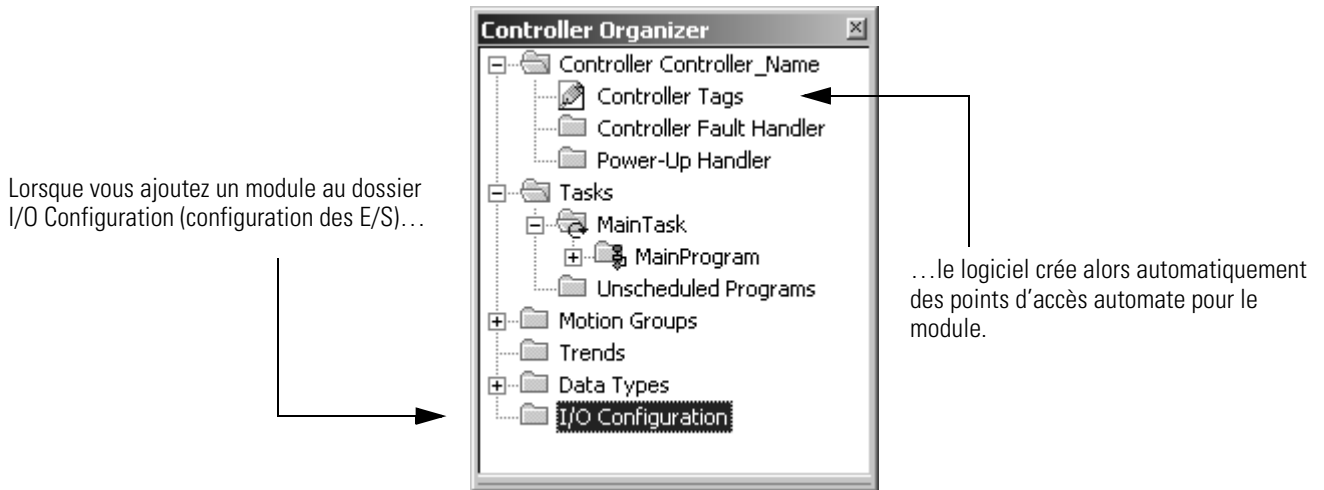 Controller Organizer
Controller Controller_Name
Controller Tags
Controller Fault Handler
Power-Up Handler
Tasks
MainTask
MainProgram
Unscheduled Programs
Motion Groups
Trends
Data Types
I/O Configuration
Lorsque vous ajoutez un module au dossier
I/O Configuration (configuration des E/S)…
…le logiciel crée alors automatiquement
des points d’accès automate pour le
module.